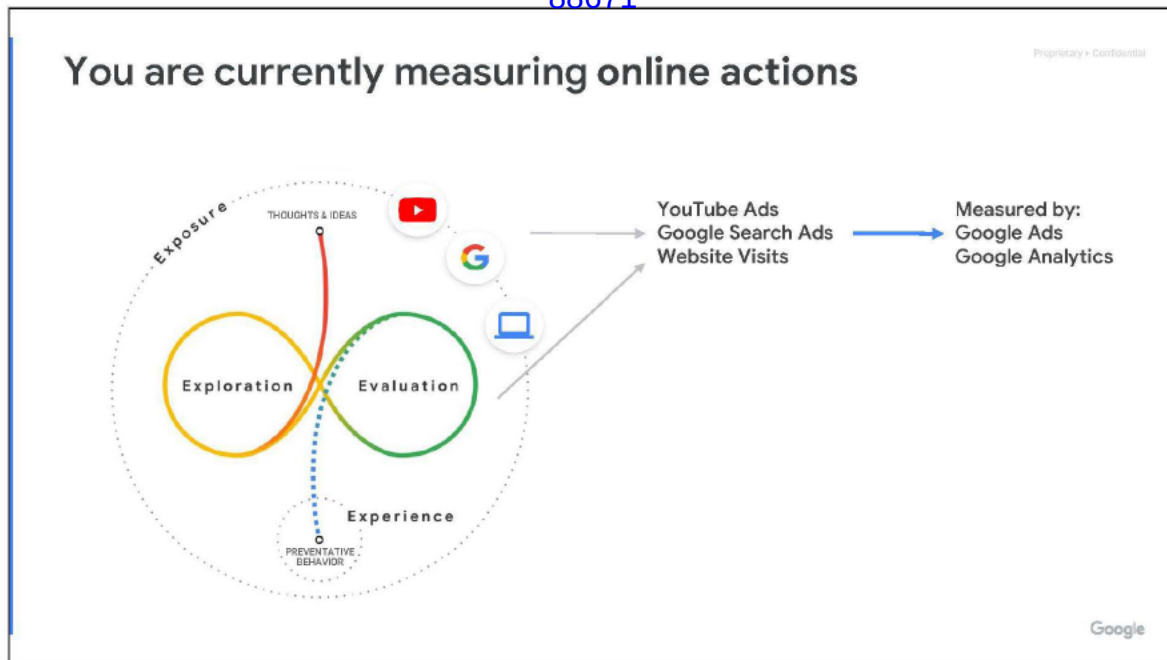 88671
Proprietary + Confidential
You are currently measuring online actions
Exposure
THOUGHTS & IDEAS
YouTube Ads
Google Search Ads
Website Visits
Measured by:
Google Ads
Google Analytics
Exploration
Evaluation
Experience
PREVENTATIVE
BEHAVIOR
Google